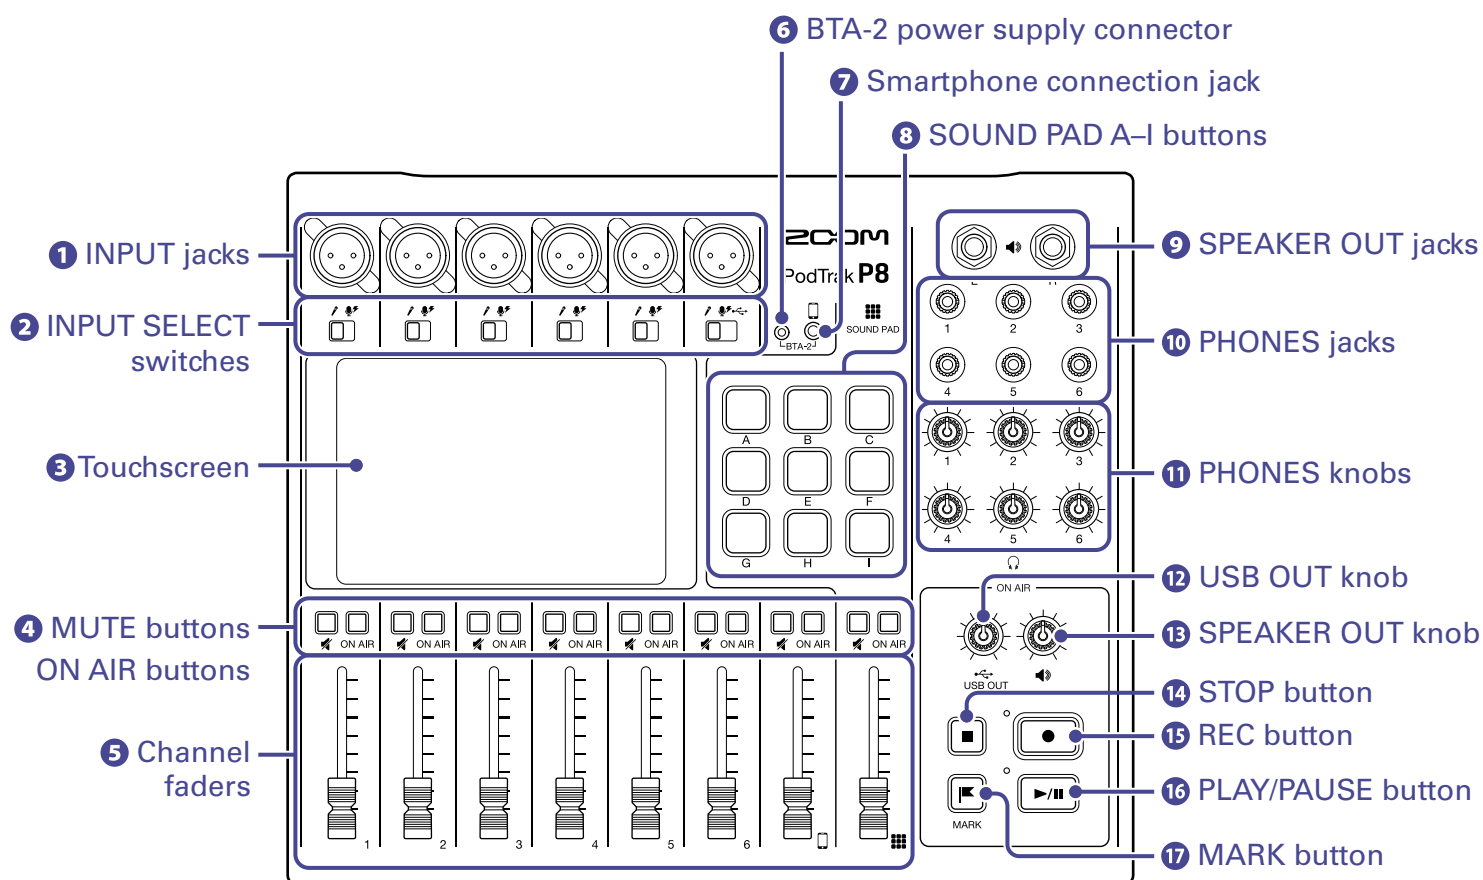 6 BTA-2 power supply connector
7 Smartphone connection jack
8 SOUND PAD A–I buttons
1 INPUT jacks
2 INPUT SELECT
switches
3 Touchscreen
4 MUTE buttons
ON AIR buttons
5 Channel
faders
9 SPEAKER OUT jacks
10 PHONES jacks
11 PHONES knobs
12 USB OUT knob
13 SPEAKER OUT knob
14 STOP button
15 REC button
16 PLAY/PAUSE button
17 MARK button
ZOOM
PodTrak P8
SOUND PAD
BTA-2
A B C
D E F
G H I
1 2 3
4 5 6
1 2 3
4 5 6
ON AIR
USB OUT
MARK
ON AIR ON AIR ON AIR ON AIR ON AIR ON AIR ON AIR ON AIR
1 2 3 4 5 6